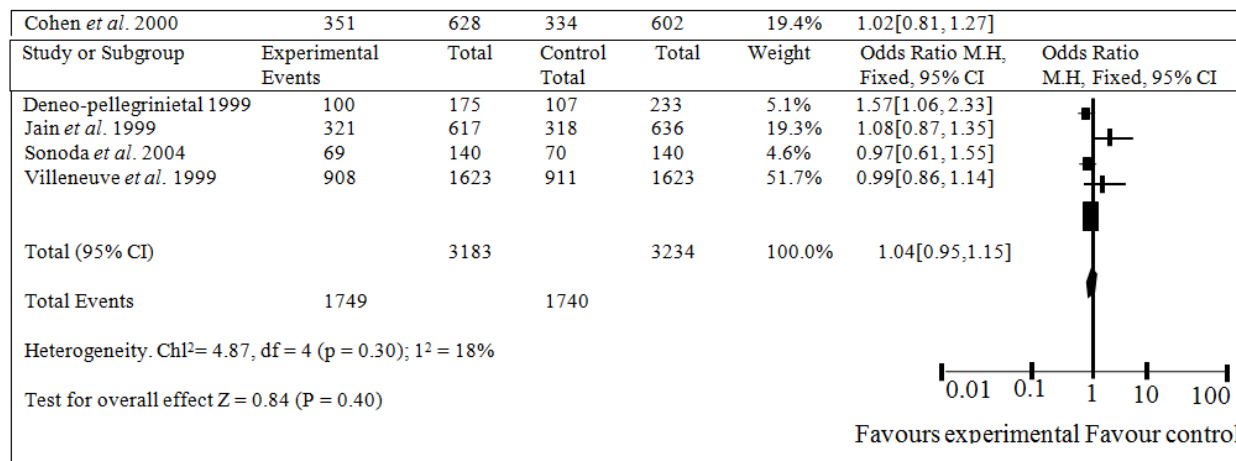 Cohen et al. 2000 351 628 334 602 19.4% 1.02[0.81, 1.27]
Study or Subgroup Experimental Total Control Total Weight Odds Ratio M.H, Odds Ratio
Events Total Fixed, 95% CI M.H, Fixed, 95% CI
Deneo-pellegrinietal 1999 100 175 107 233 5.1% 1.57[1.06, 2.33]
Jain et al. 1999 321 617 318 636 19.3% 1.08[0.87, 1.35]
Sonoda et al. 2004 69 140 70 140 4.6% 0.97[0.61, 1.55]
Villeneuve et al. 1999 908 1623 911 1623 51.7% 0.99[0.86, 1.14]
Total (95% CI) 3183 3234 100.0% 1.04[0.95,1.15]
Total Events 1749 1740
Heterogeneity. Chl²= 4.87, df = 4 (p = 0.30); 1² = 18%
Test for overall effect Z = 0.84 (P = 0.40)
0.01 0.1 1 10 100
Favours experimental Favour control